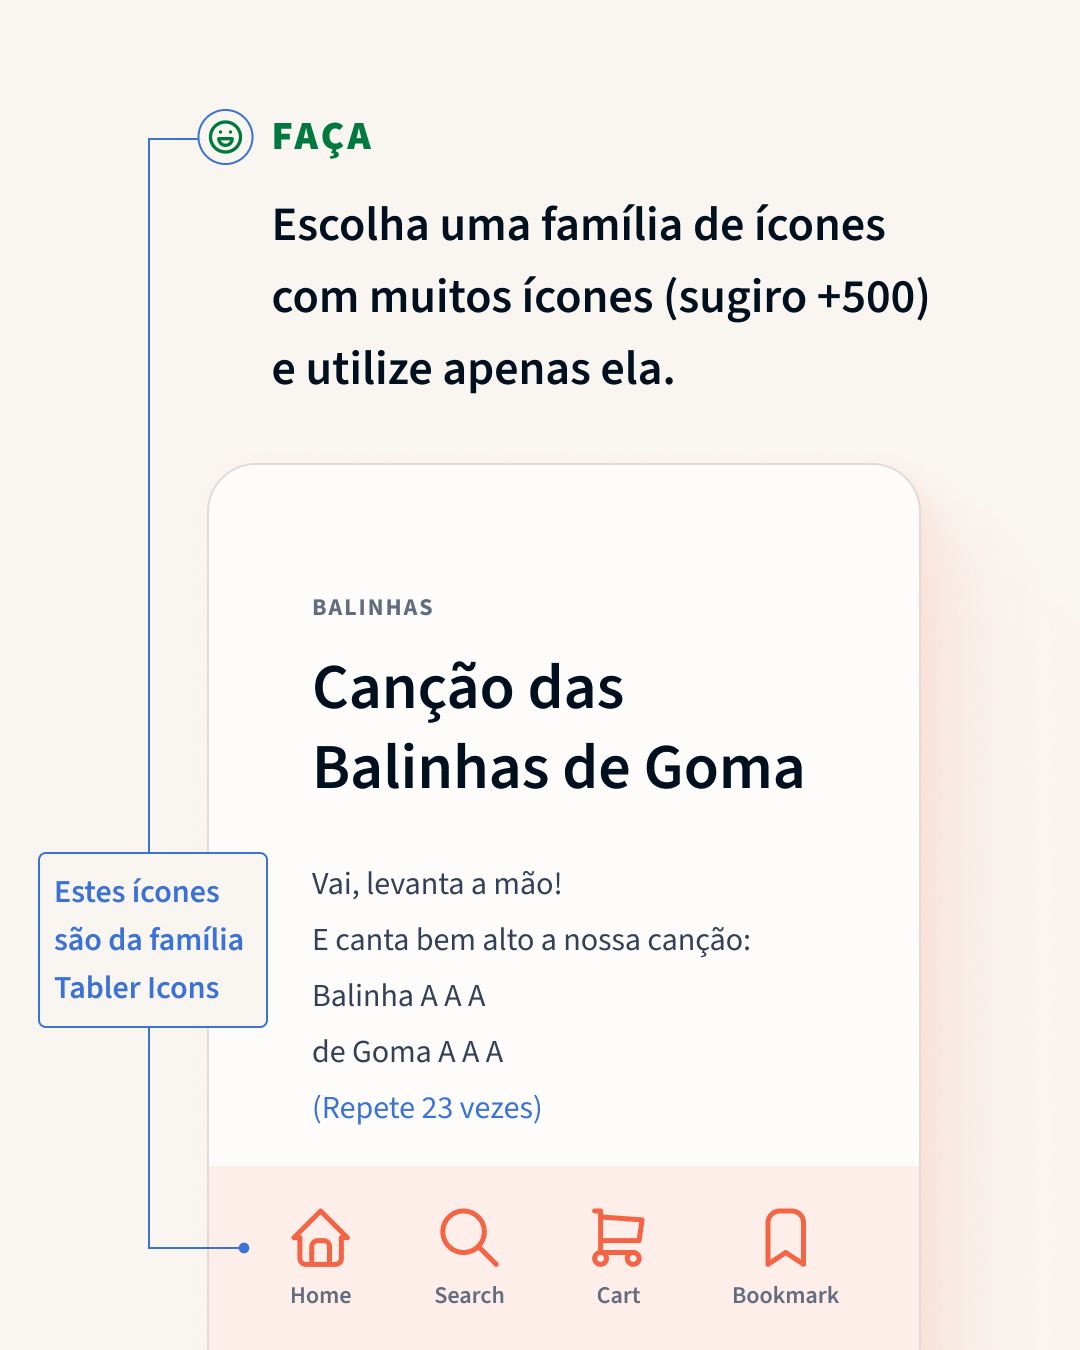 FAÇA
Escolha uma família de ícones
com muitos ícones (sugiro +500)
e utilize apenas ela.
BALINHAS
Canção das
Balinhas de Goma
Estes ícones
são da família
Tabler Icons
Vai, levanta a mão!
E canta bem alto a nossa canção:
Balinha A A A
de Goma A A A
(Repete 23 vezes)
Home
Search
Cart
Bookmark